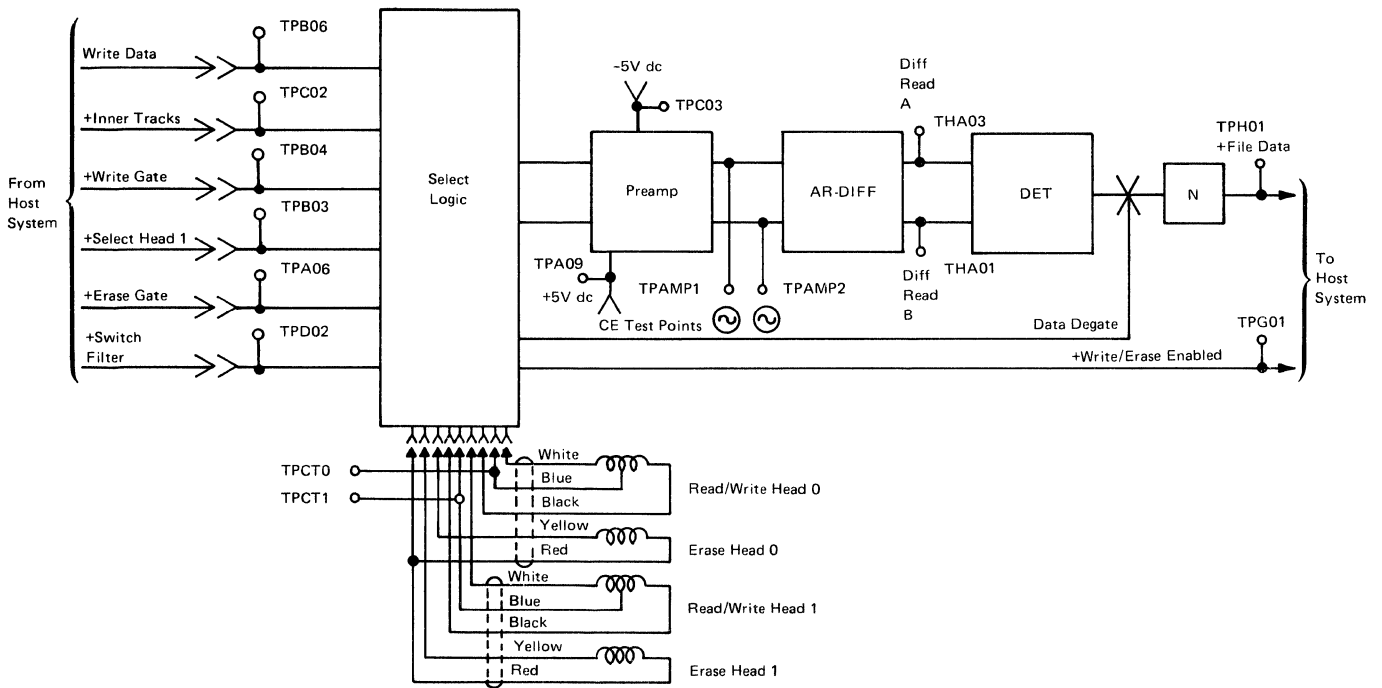 From
Host
System
Write Data
TPB06
+Inner Tracks
TPC02
+Write Gate
TPB04
+Select Head 1
TPB03
+Erase Gate
TPA06
+Switch
Filter
TPD02
Select
Logic
~5V dc
TPC03
Preamp
TPA09
+5V dc
CE Test Points
TPAMP1
TPAMP2
AR-DIFF
Diff
Read
A
THA03
THA01
Diff
Read
B
DET
N
TPH01
+File Data
Data Degate
+Write/Erase Enabled
TPG01
To
Host
System
TPCT0
TPCT1
White
Blue
Black
Read/Write Head 0
Yellow
Red
Erase Head 0
White
Blue
Black
Read/Write Head 1
Yellow
Red
Erase Head 1